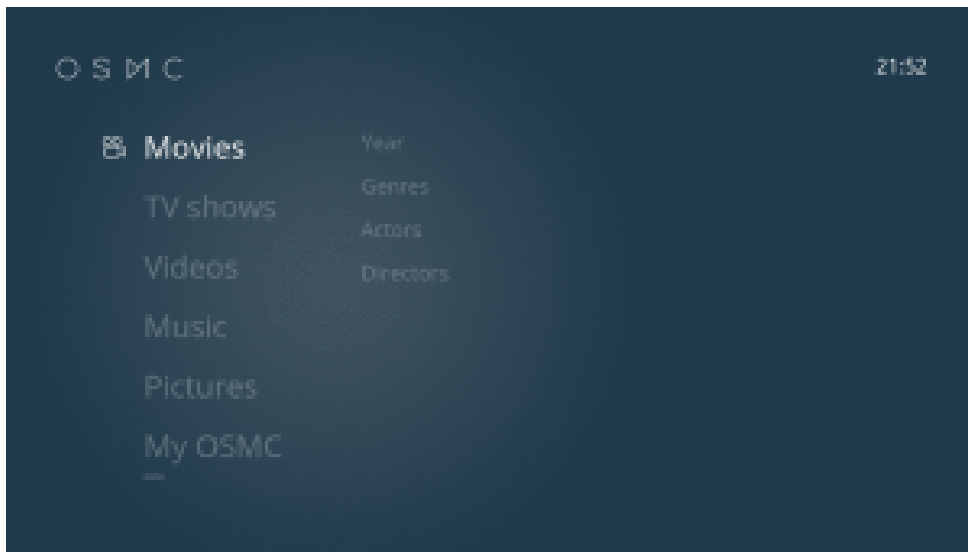 OSMC
21:52
Movies
TV shows
Videos
Music
Pictures
My OSMC
Year
Genres
Actors
Directors